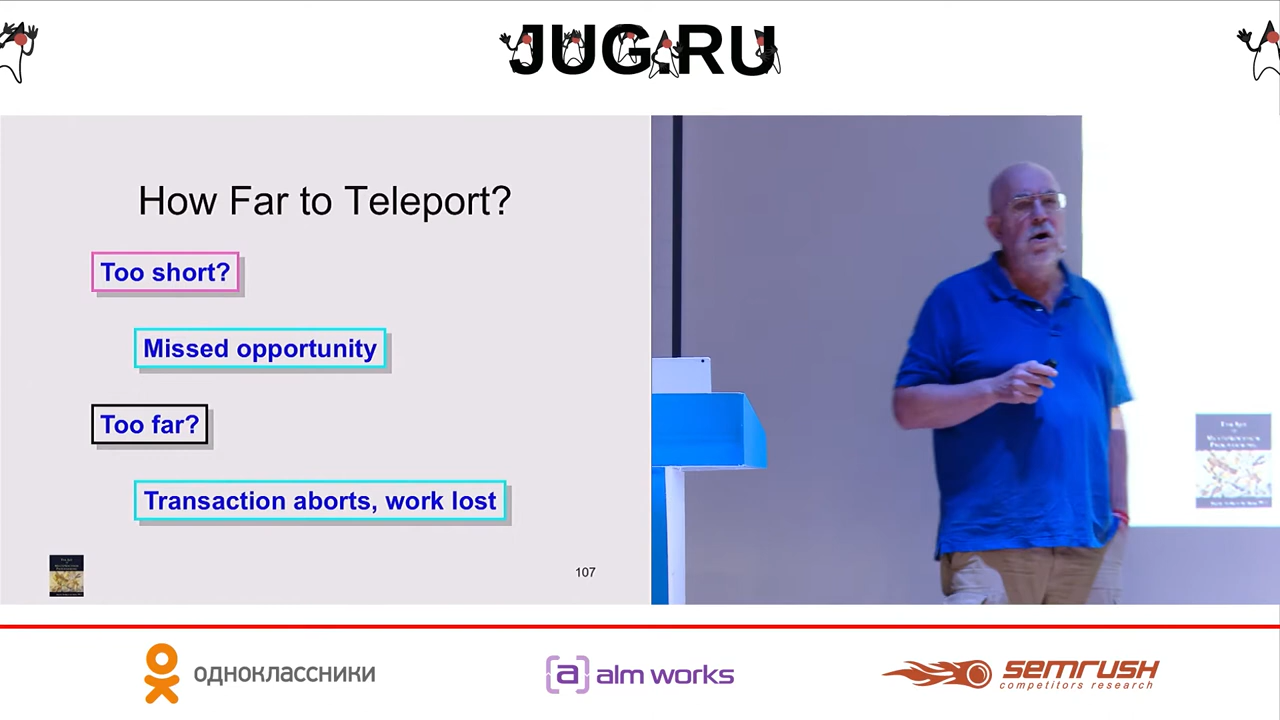 JUG.RU
How Far to Teleport?
Too short?
Missed opportunity
Too far?
Transaction aborts, work lost
107
одноклассники
[a] alm works
semrush
competitors research